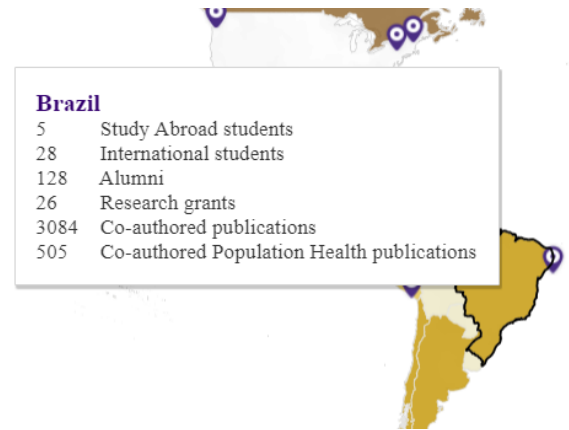 Brazil
5 Study Abroad students
28 International students
128 Alumni
26 Research grants
3084 Co-authored publications
505 Co-authored Population Health publications